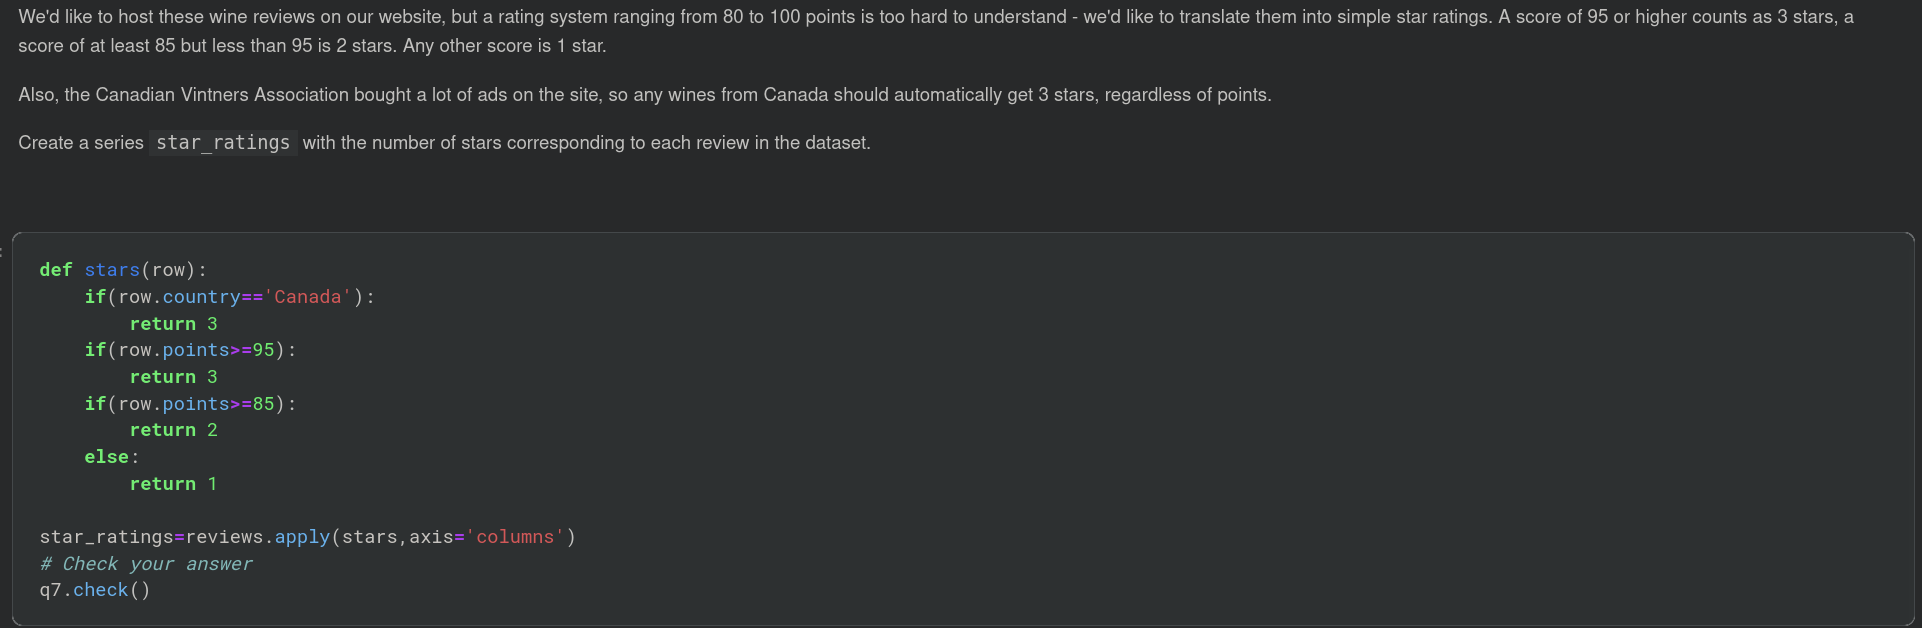 We'd like to host these wine reviews on our website, but a rating system ranging from 80 to 100 points is too hard to understand - we'd like to translate them into simple star ratings. A score of 95 or higher counts as 3 stars, a
score of at least 85 but less than 95 is 2 stars. Any other score is 1 star.
Also, the Canadian Vintners Association bought a lot of ads on the site, so any wines from Canada should automatically get 3 stars, regardless of points.
Create a series star_ratings with the number of stars corresponding to each review in the dataset.
def stars(row):
    if(row.country=='Canada'):
        return 3
    if(row.points>=95):
        return 3
    if(row.points>=85):
        return 2
    else:
        return 1
star_ratings=reviews.apply(stars,axis='columns')
# Check your answer
q7.check()